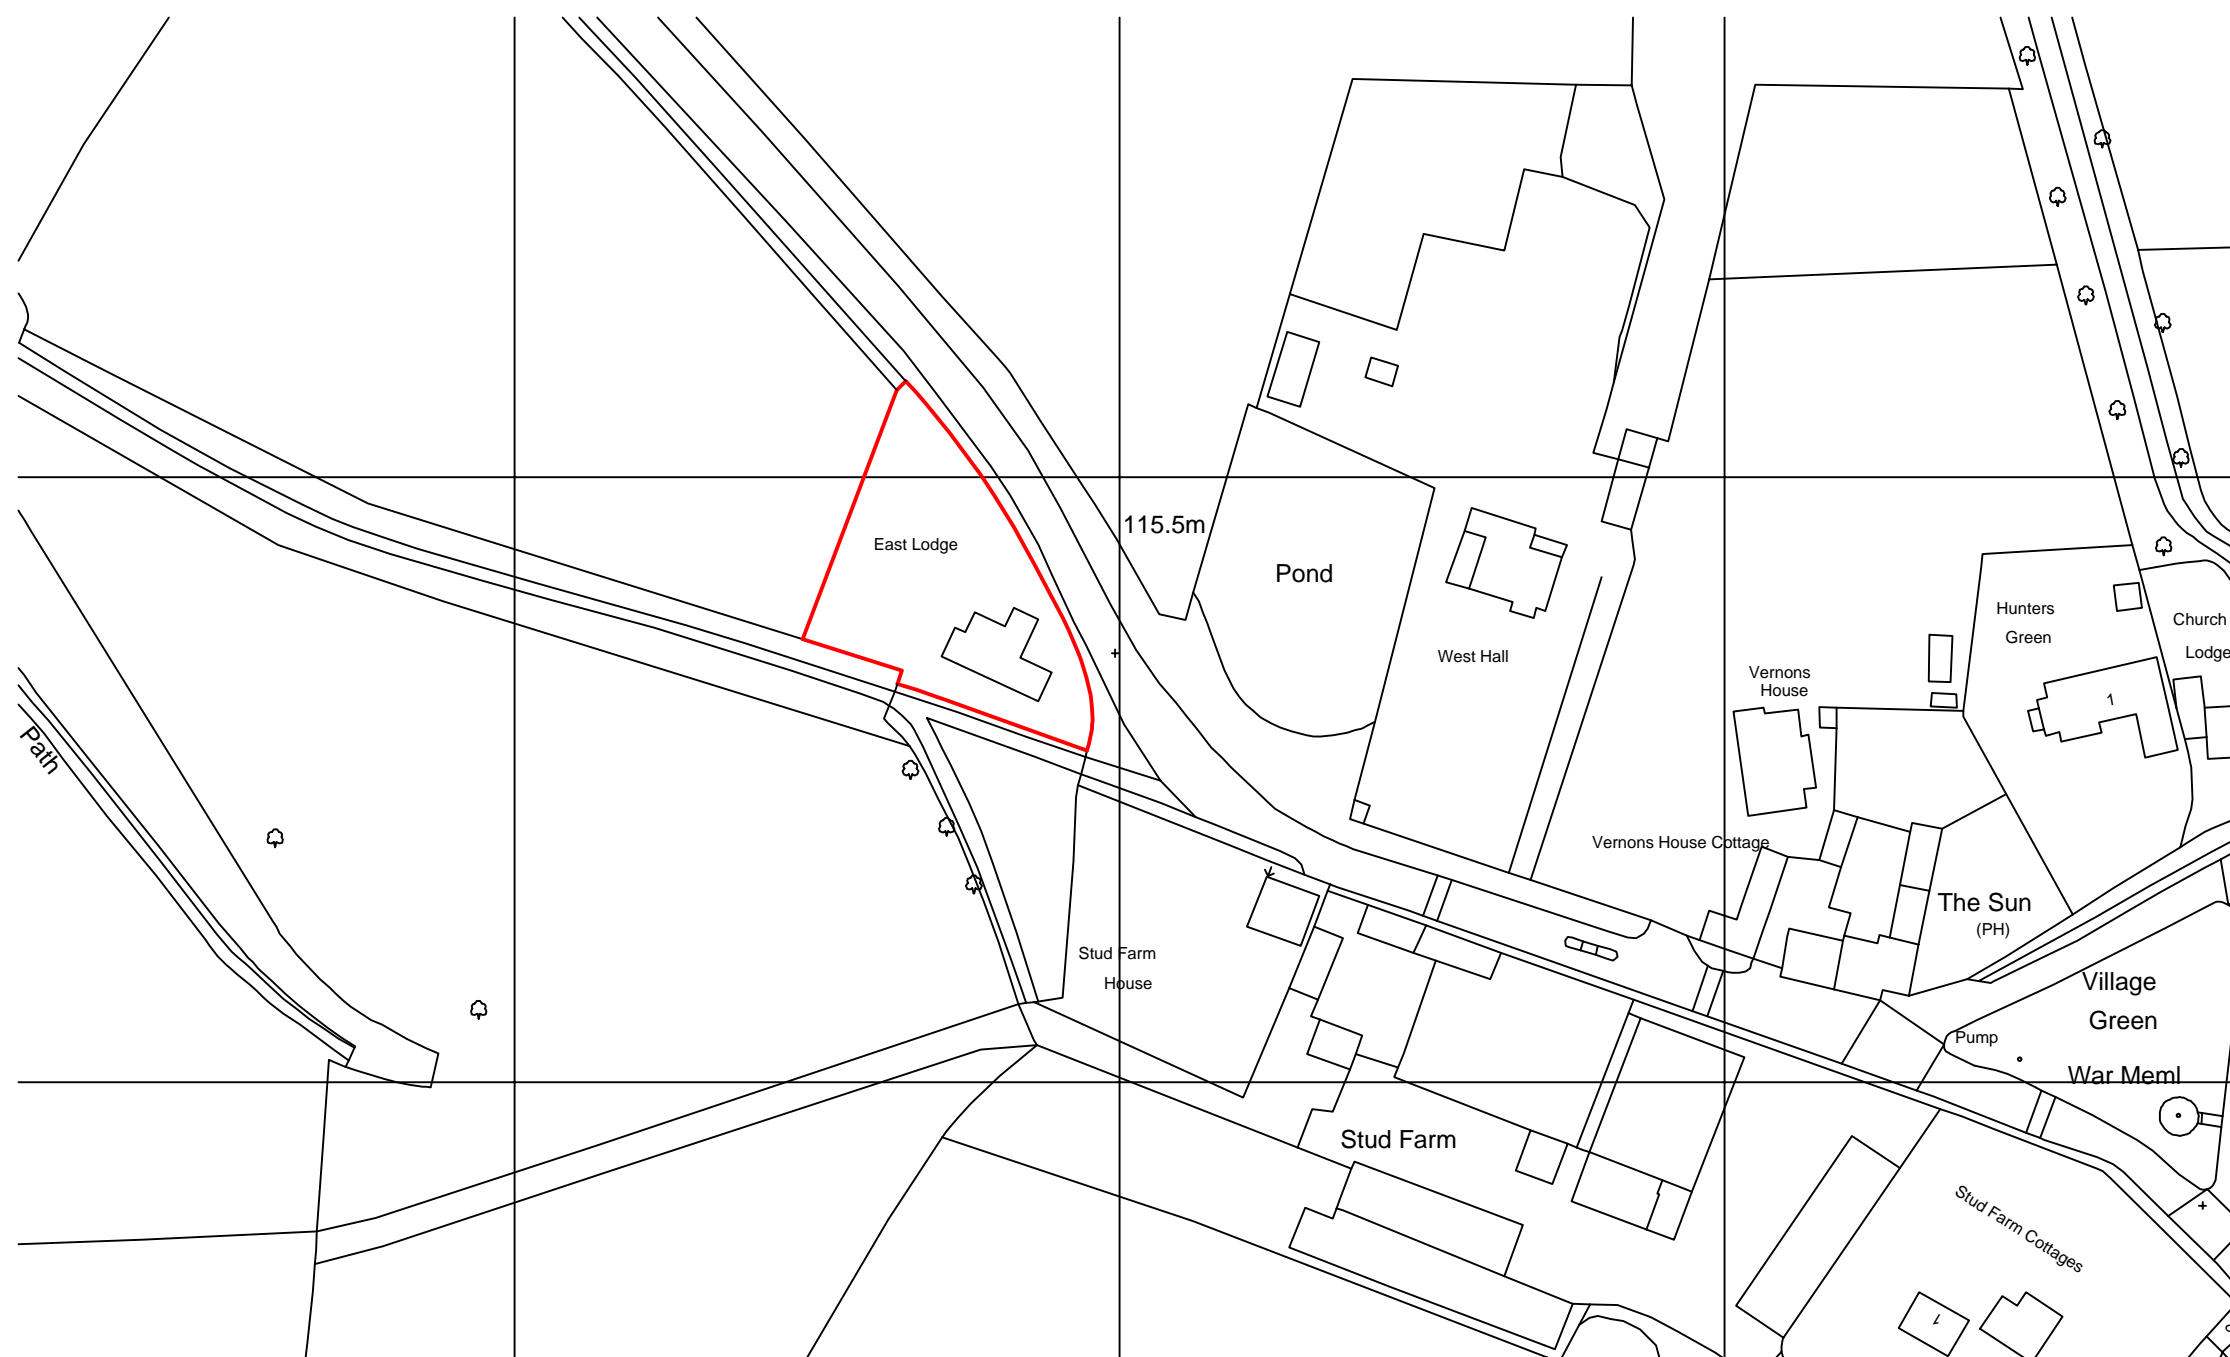 115.5m
East Lodge
Pond
Hunters
Green
Church
Lodge
West Hall
Vernons
House
1
Path
Vernons House Cottage
The Sun
(PH)
Stud Farm
House
Village
Green
Pump
War Meml
Stud Farm
Stud Farm Cottages
1